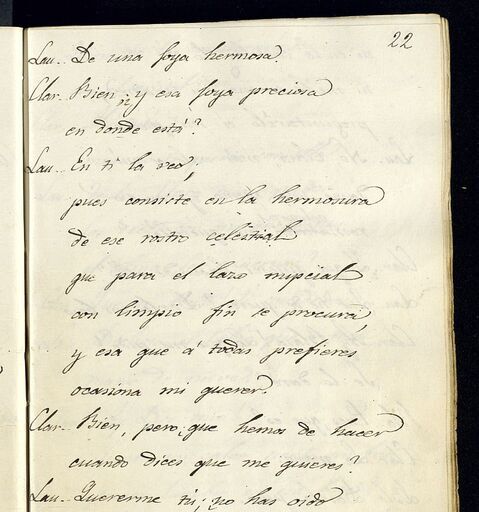 22
Lau. De una joya hermosa.
Clar. Bien, y esa joya preciosa
en donde está?
Lau. En ti la veo;
pues consiste en la hermosura
de ese rostro celestial
que para el lazo nupcial
con limpio fin se procura,
y esa que á todas prefieres
ocasiona mi querer.
Clar. Bien, pero, que hemos de hacer
cuando dices que me quieres?
Lau. Quererme tú; no has oido